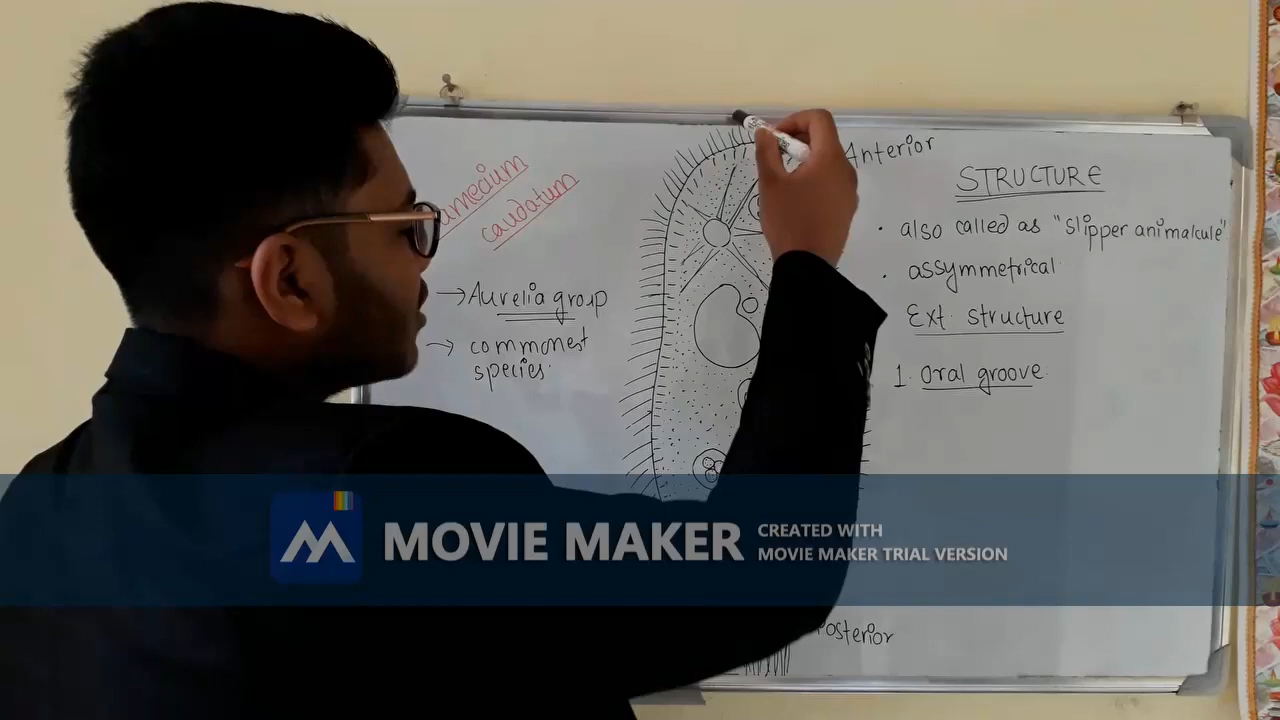 Anterior
amecium
caudatum
→Aurelia group
→ commonest
species.
STRUCTURE
• also called as "slipper animalcule"
• assymmetrical.
Ext. structure
1. Oral groove
MOVIE MAKER
CREATED WITH
MOVIE MAKER TRIAL VERSION
Posterior